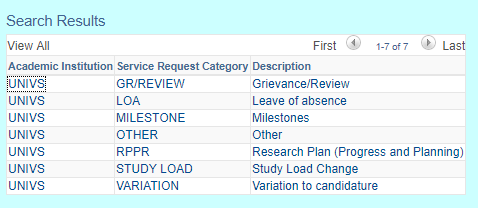 Search Results
View All First 1-7 of 7 Last
Academic Institution Service Request Category Description
UNIVS GR/REVIEW Grievance/Review
UNIVS LOA Leave of absence
UNIVS MILESTONE Milestones
UNIVS OTHER Other
UNIVS RPPR Research Plan (Progress and Planning)
UNIVS STUDY LOAD Study Load Change
UNIVS VARIATION Variation to candidature